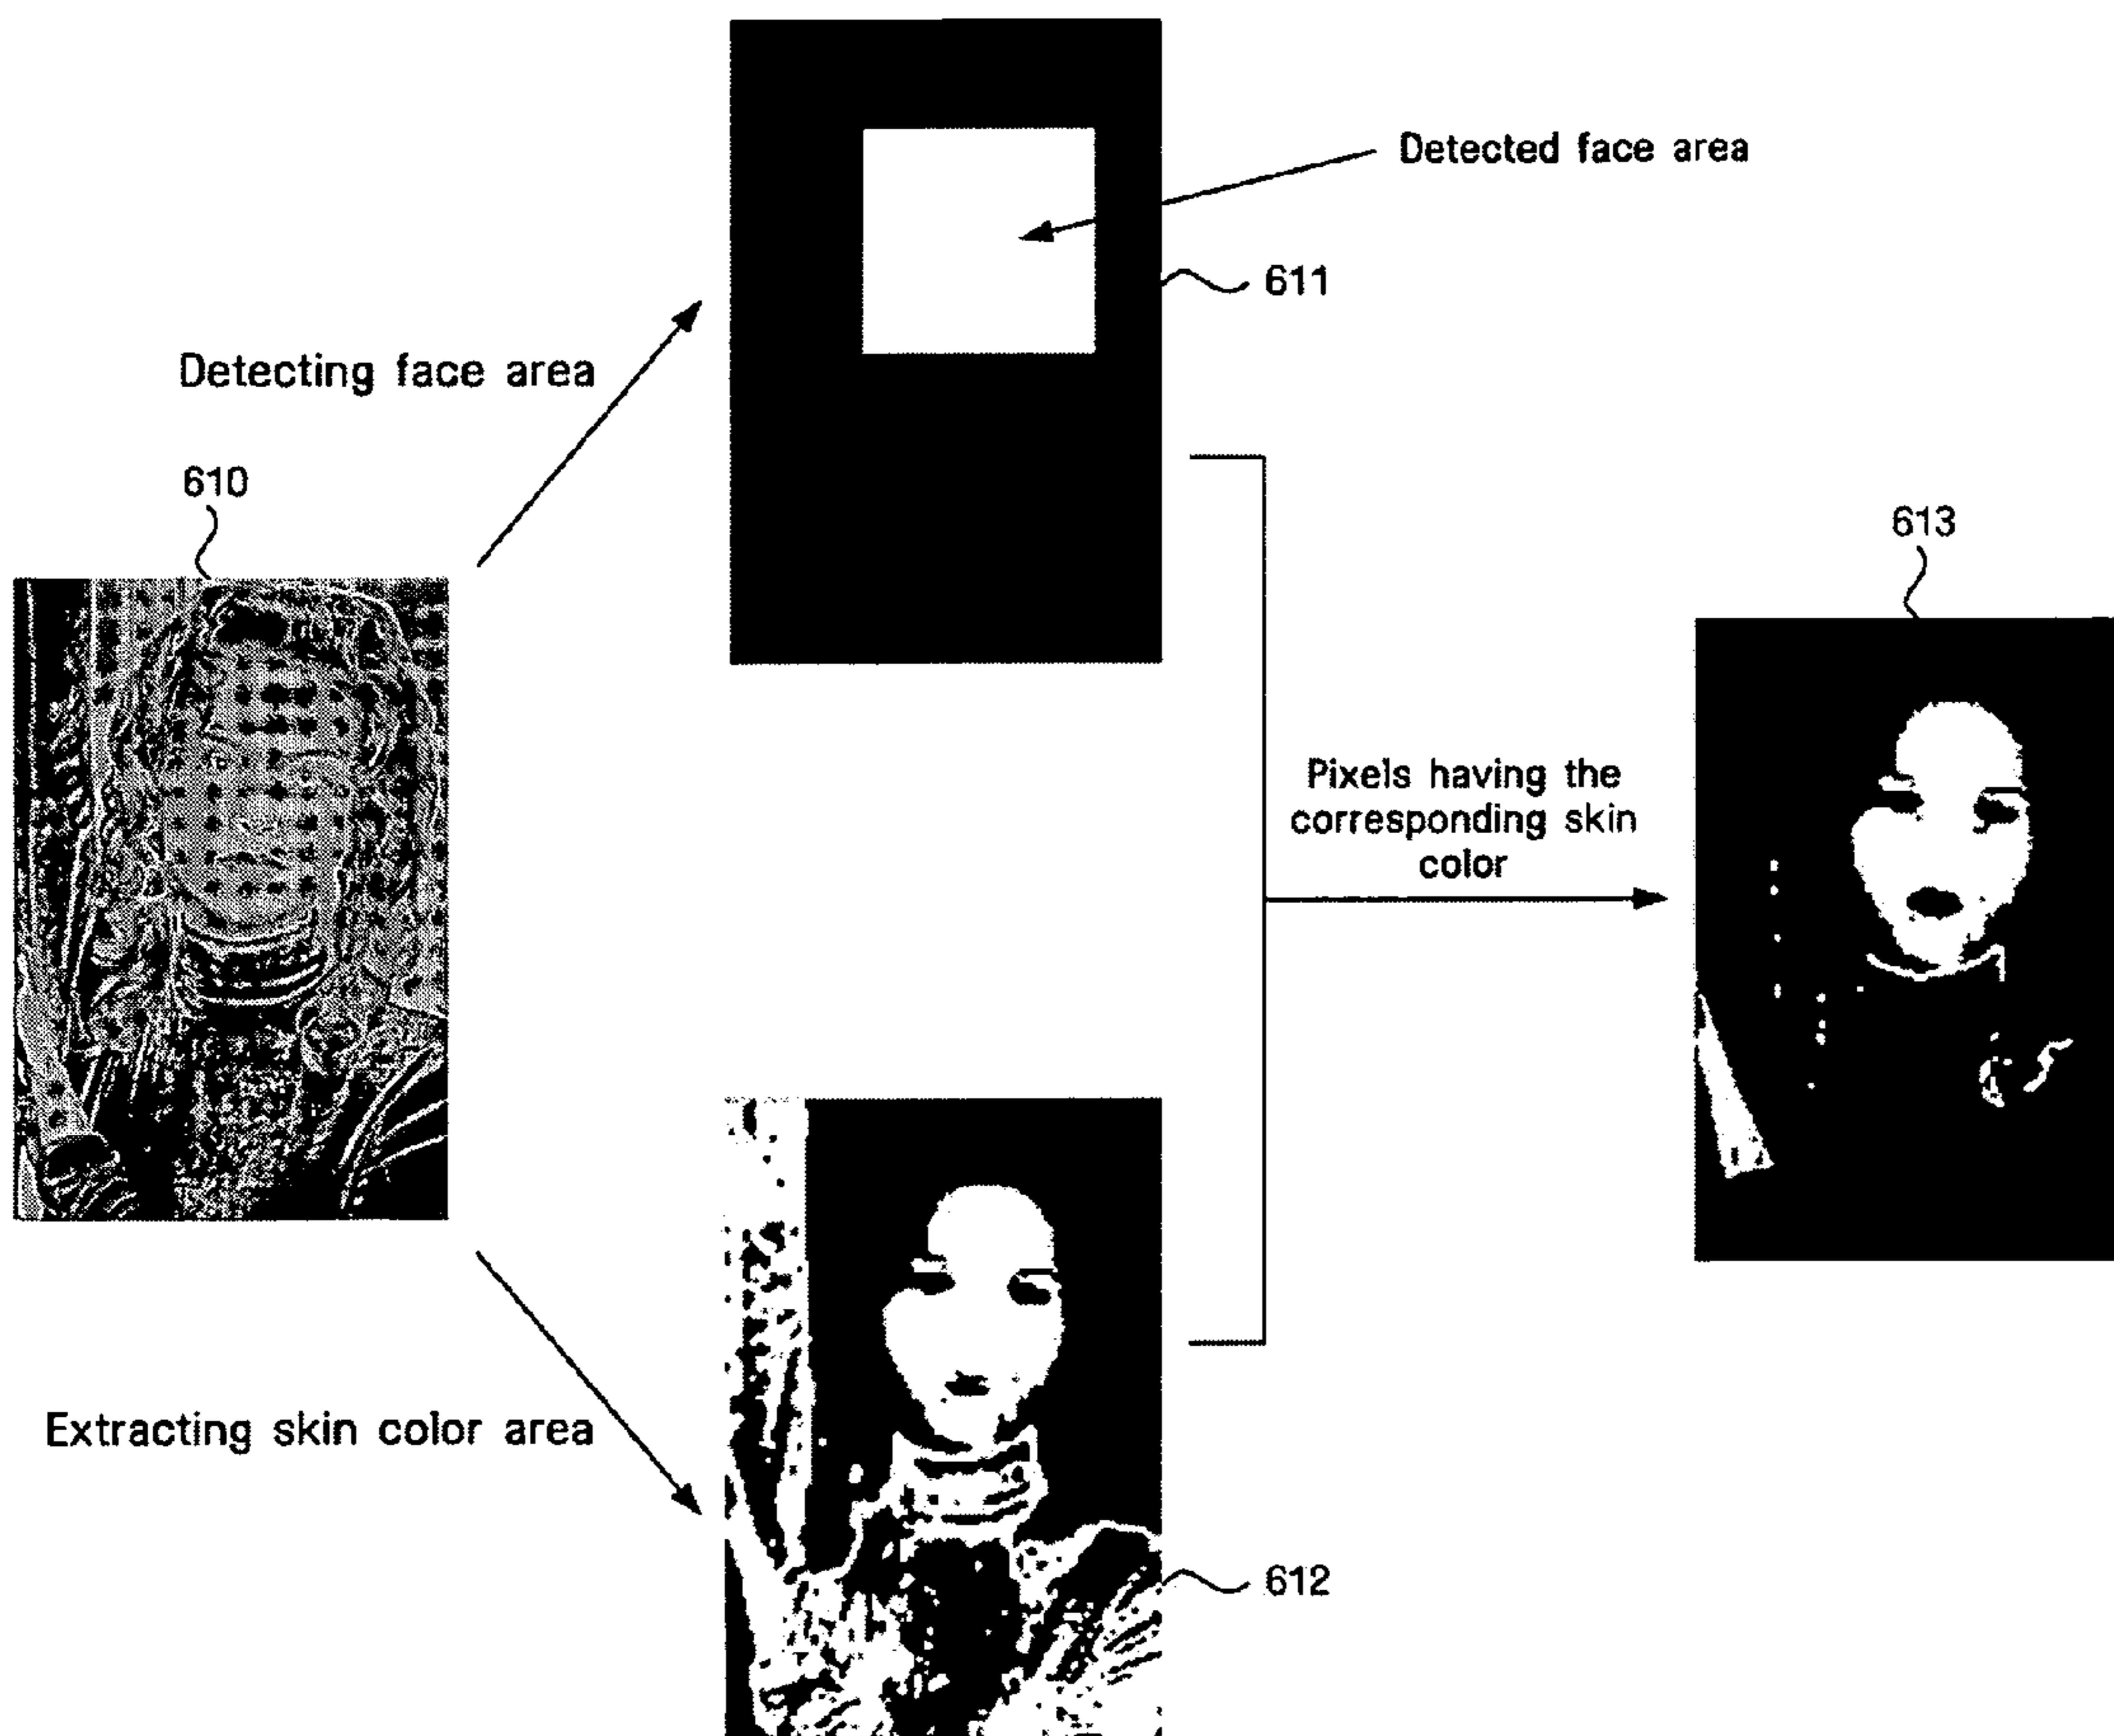 Detected face area
611
Detecting face area
610
613
Pixels having the
corresponding skin
color
Extracting skin color area
612